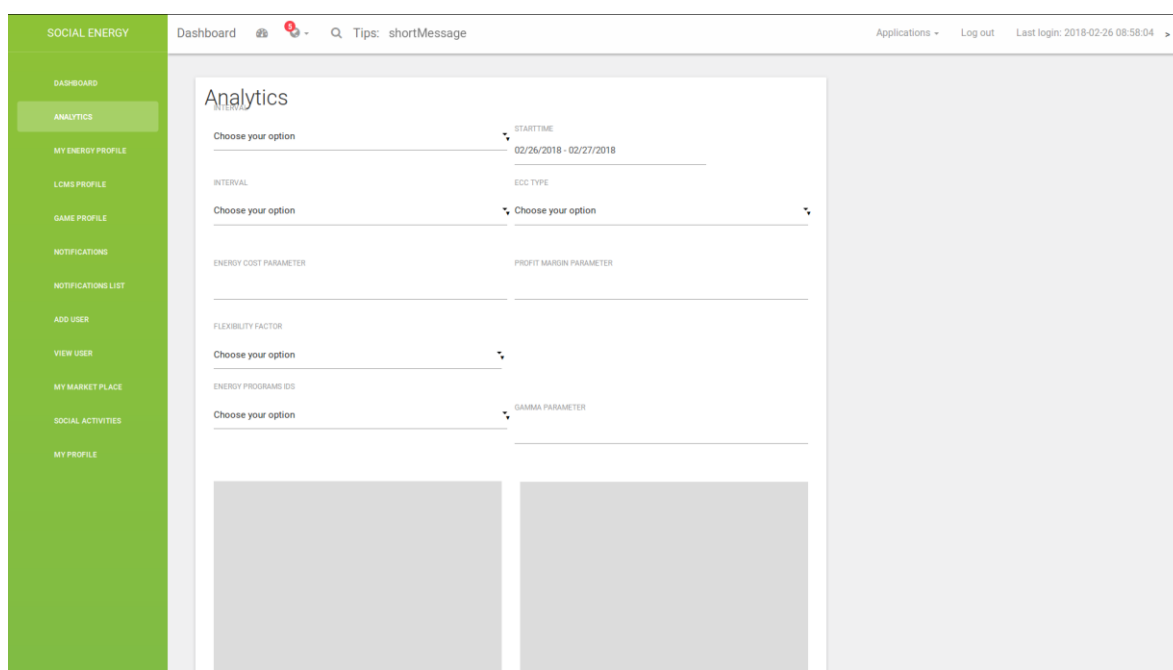 SOCIAL ENERGY
Dashboard
5
Tips: shortMessage
Applications
Log out
Last login: 2018-02-26 08:58:04 >
DASHBOARD
ANALYTICS
MY ENERGY PROFILE
LCMS PROFILE
GAME PROFILE
NOTIFICATIONS
NOTIFICATIONS LIST
ADD USER
VIEW USER
MY MARKET PLACE
SOCIAL ACTIVITIES
MY PROFILE
Analytics
INTERVAL
Choose your option
STARTTIME
02/26/2018 - 02/27/2018
INTERVAL
Choose your option
ECC TYPE
Choose your option
ENERGY COST PARAMETER
PROFIT MARGIN PARAMETER
FLEXIBILITY FACTOR
Choose your option
ENERGY PROGRAMS IDS
Choose your option
GAMMA PARAMETER